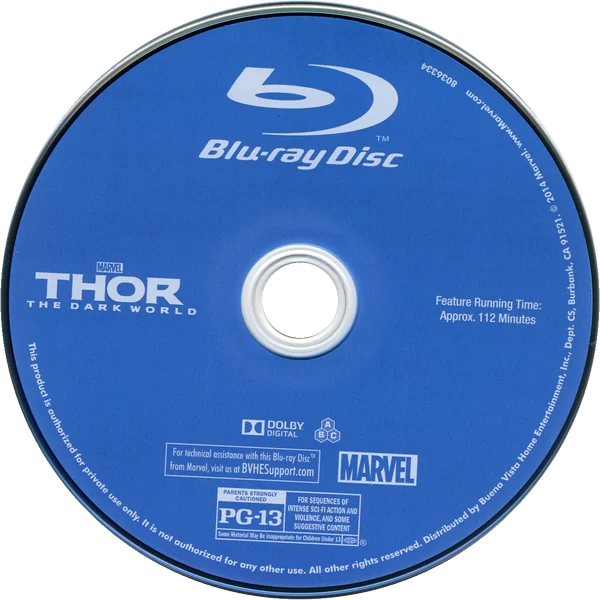 Blu-ray Disc™
8036334
MARVEL
THOR
THE DARK WORLD
Feature Running Time:
Approx. 112 Minutes
DOLBY
DIGITAL
A
B C
For technical assistance with this Blu-ray Disc™
from Marvel, visit us at BVHESupport.com
MARVEL
PARENTS STRONGLY
CAUTIONED
PG-13
Some Material May Be Inappropriate for Children Under 13
FOR SEQUENCES OF
INTENSE SCI-FI ACTION AND
VIOLENCE, AND SOME
SUGGESTIVE CONTENT
®
This product is authorized for private use only. It is not authorized for any other use. All other rights reserved. Distributed by Buena Vista Home Entertainment, Inc., Dept. CS, Burbank, CA 91521. © 2014 Marvel. www.Marvel.com